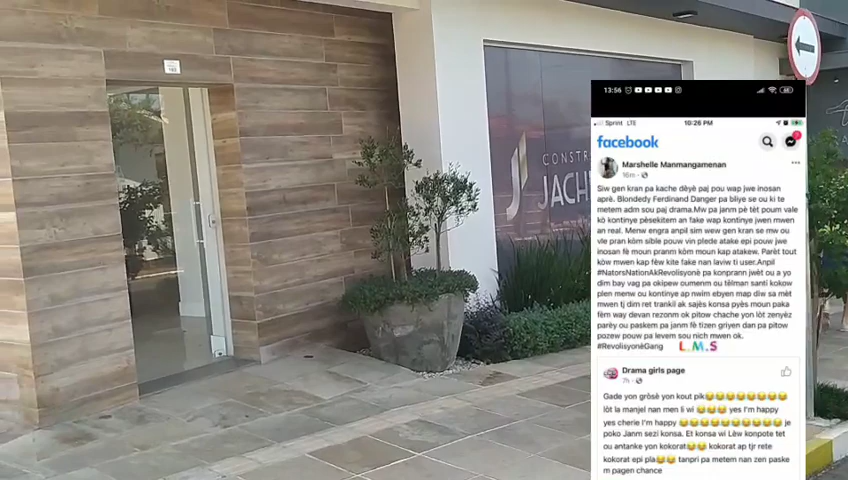 CONSTR
JACH
13:56
68
Sprint LTE
10:26 PM
facebook
Marshelle Manmangamenan
16m
Siw gen kran pa kache dèyè paj pou wap jwe inosan
aprè. Blondedy Ferdinand Danger pa bliye se ou ki te
metem adm sou paj drama.Mw pa janm pè tèt poum vale
kò kontinye pèsekitem an fake wap kontinye jwen mwen
an real. Menw engra anpil sim wew gen kran se mw ou
vle pran kòm sible pouw vin plede atake epi pouw jwe
inosan fè moun pranm kòm moun kap atakew. Parèt tout
kòw mwen kap fèw kite fake nan laviw ti user.Anpil
#NatorsNationAkRevolisyonè pa konprann jwèt ou a yo
dim bay vag pa okipew oumenm ou tèlman santi kokow
plen menw ou kontinye ap nwim ebyen map diw sa mèt
mwen tj dim ret trankil ak sajès konsa pyès moun paka
fèm way devan rezonm ok pitow chache yon lòt zenyèz
parèy ou paskem pa janm fè tizen griyen dan pa pitow
pozew pouw pa levem sou nich mwen ok.
#RevolisyonèGang L.M.S
Drama girls page
7h
Gade yon gròsè yon kout pik😂😂😂😂😂😂😂😂
lòt la manjel nan men li wi 😂😂😂 yes I'm happy
yes cherie I'm happy 😂😂😂😂😂😂😂😂😂😂 je
poko Janm sezi konsa. Et konsa wi Lèw konpote tet
ou antanke yon kokorat😂😂 kokorat ap tjr rete
kokorat epi pla😂😂 tanpri pa metem nan zen paske
m pagen chance